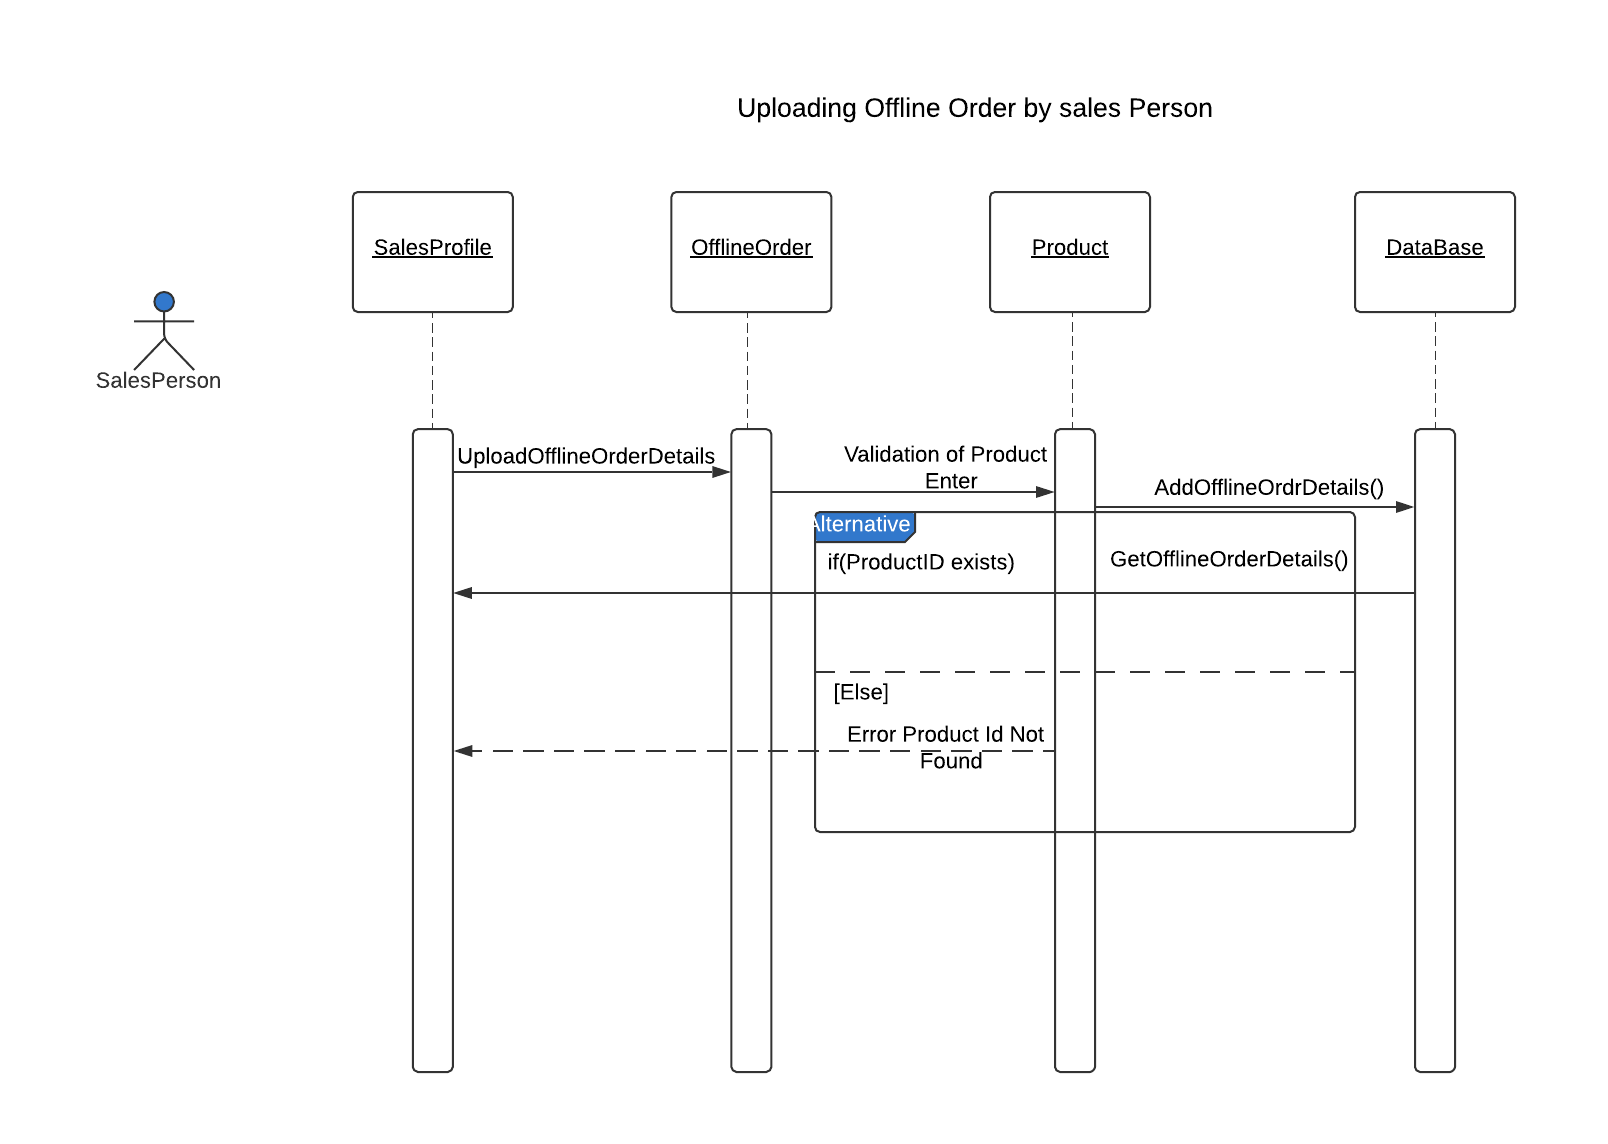 Uploading Offline Order by sales Person
SalesProfile
OfflineOrder
Product
DataBase
SalesPerson
UploadOfflineOrderDetails
Validation of Product
Enter
AddOfflineOrdrDetails()
Alternative
if(ProductID exists)
GetOfflineOrderDetails()
[Else]
Error Product Id Not
Found